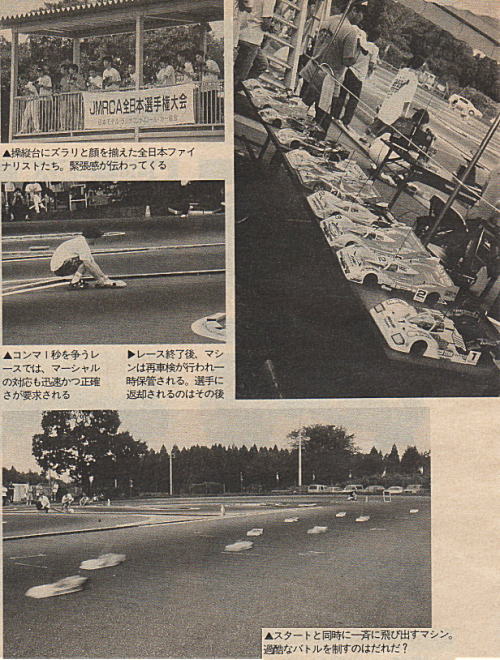 JMRCA全日本選手権大会
▲操縦台にズラリと顔を揃えた全日本ファイ
ナリストたち。緊張感が伝わってくる
▲コンマ1秒を争うレ
ースでは、マーシャル
の対応も迅速かつ正確
さが要求される
▶レース終了後、マシ
ンは再車検が行われ一
時保管される。選手に
返却されるのはその後
2
1
▲スタートと同時に一斉に飛び出すマシン。
過酷なバトルを制すのはだれだ?